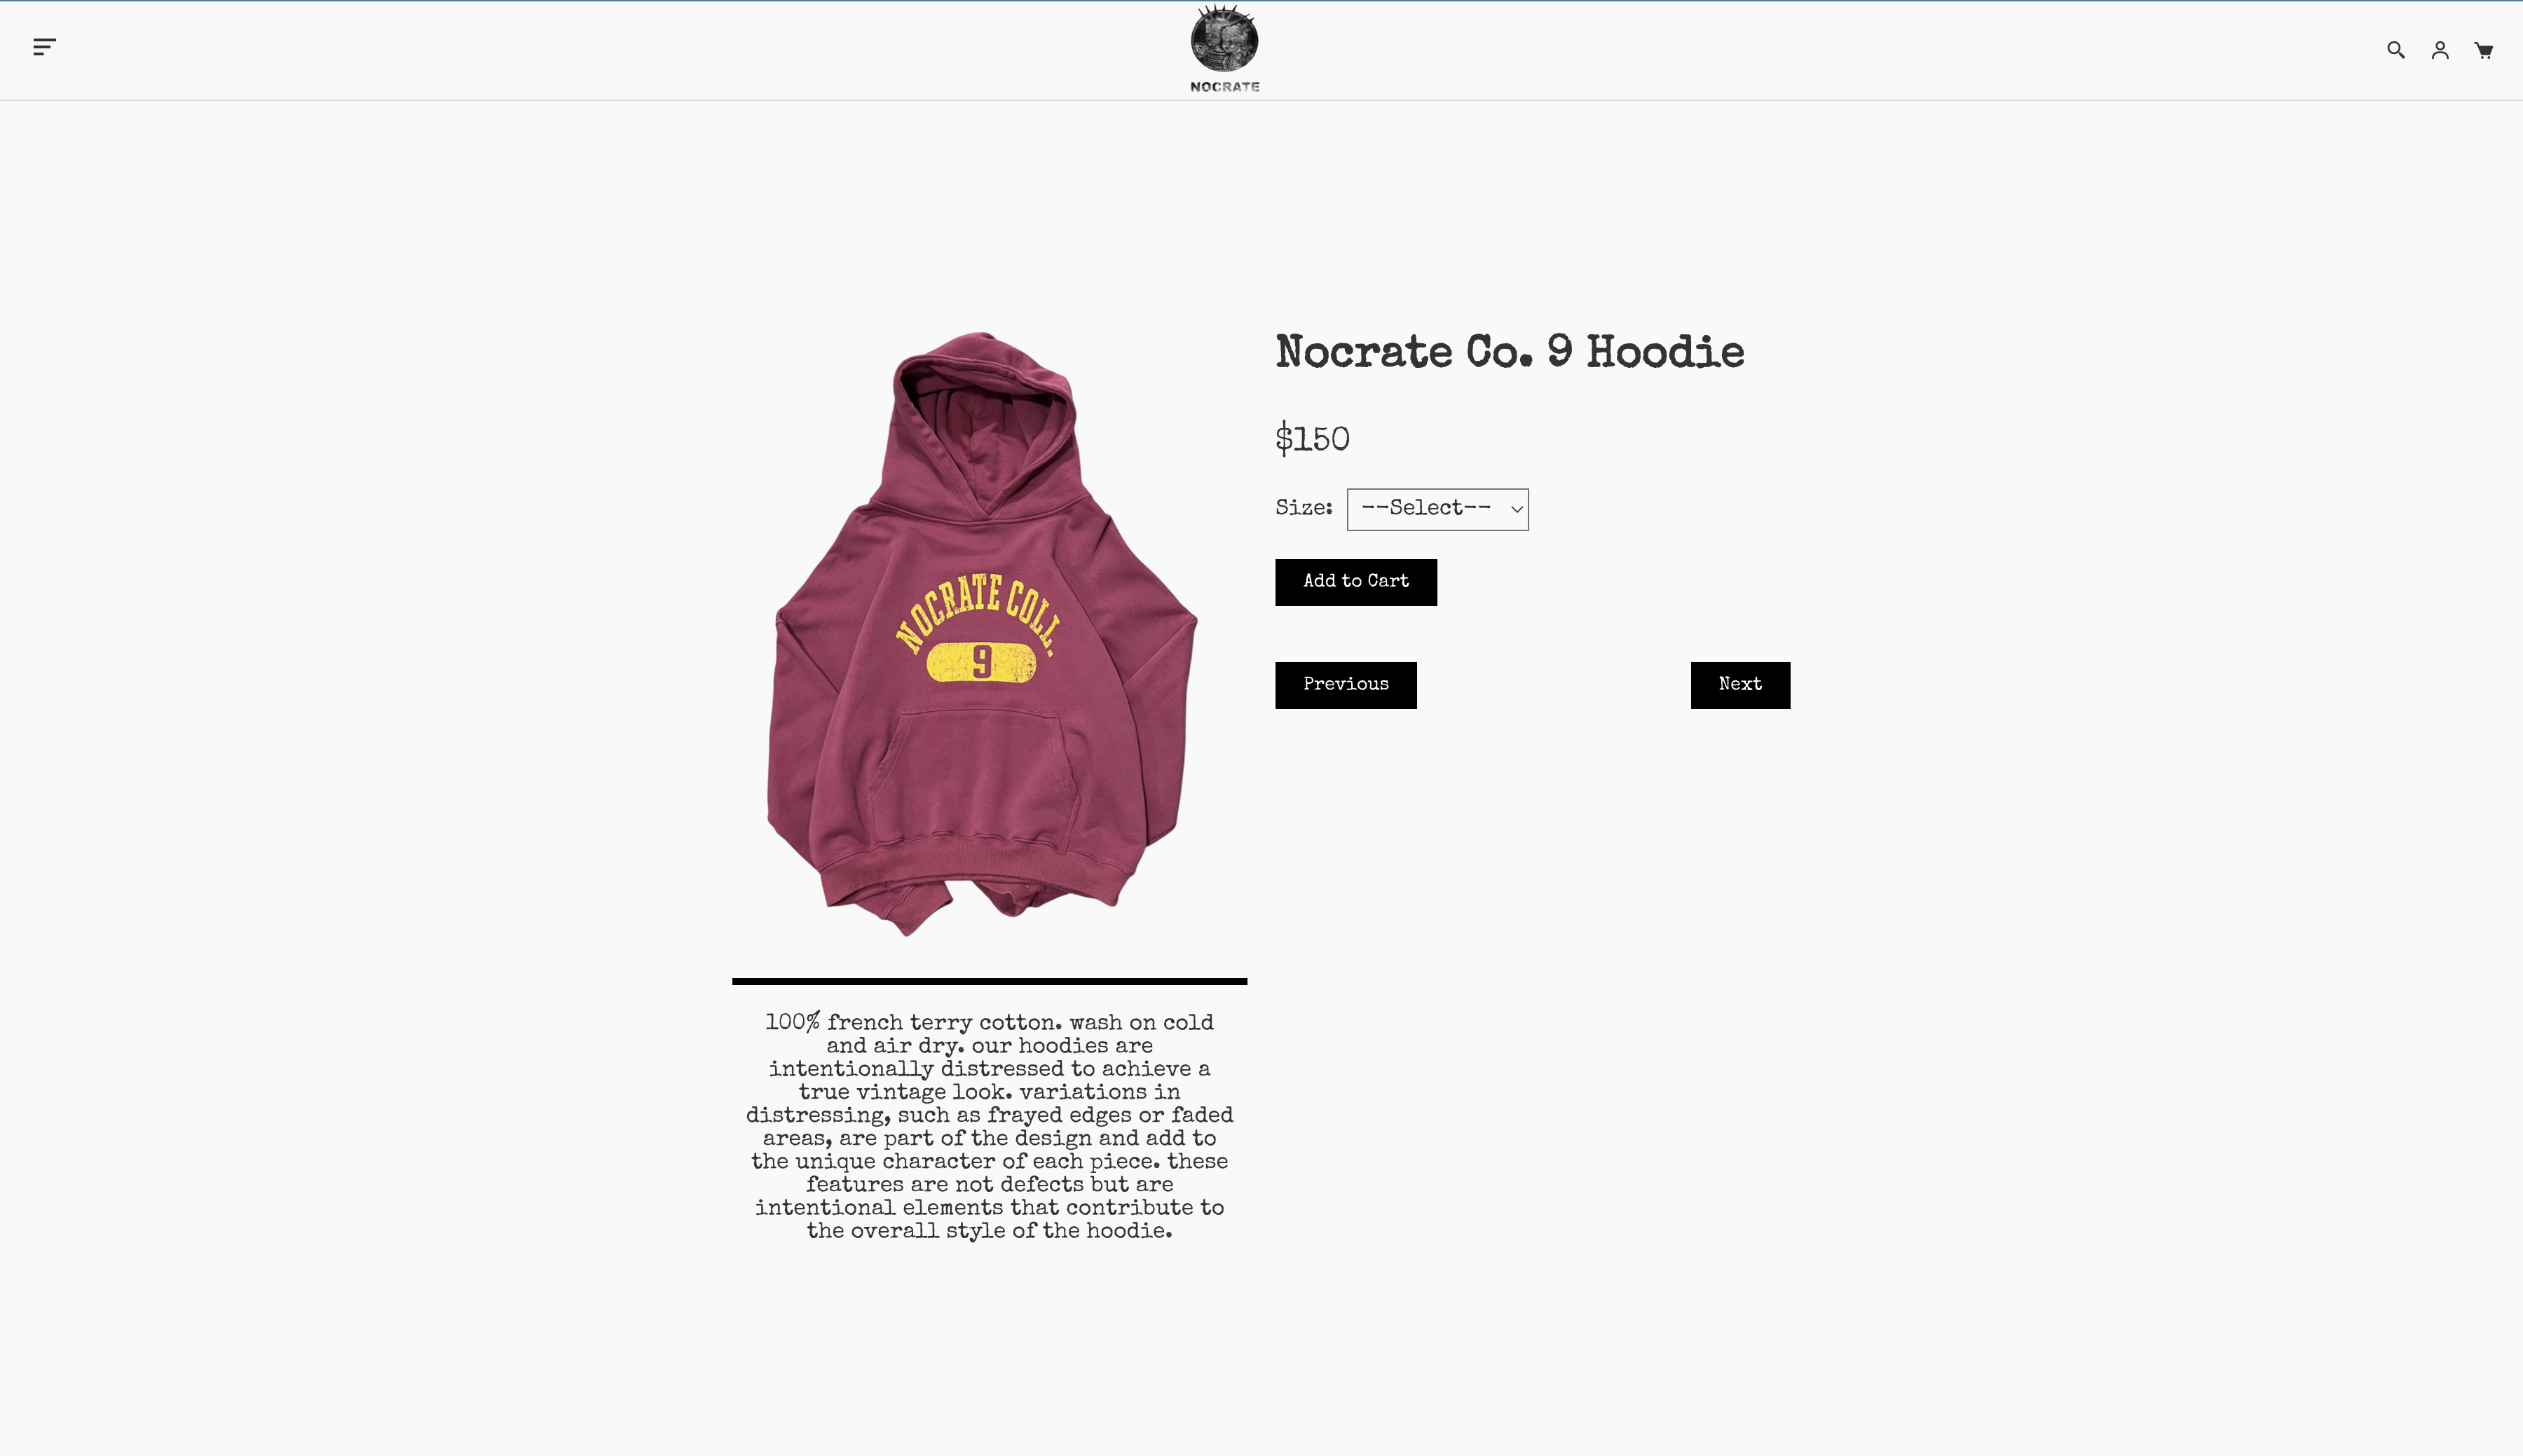 NOCRATE
Nocrate Co. 9 Hoodie
$150
Size: --Select--
Add to Cart
Previous
Next
NOCRATE COLL.
9
100% french terry cotton. wash on cold
and air dry. our hoodies are
intentionally distressed to achieve a
true vintage look. variations in
distressing, such as frayed edges or faded
areas, are part of the design and add to
the unique character of each piece. these
features are not defects but are
intentional elements that contribute to
the overall style of the hoodie.